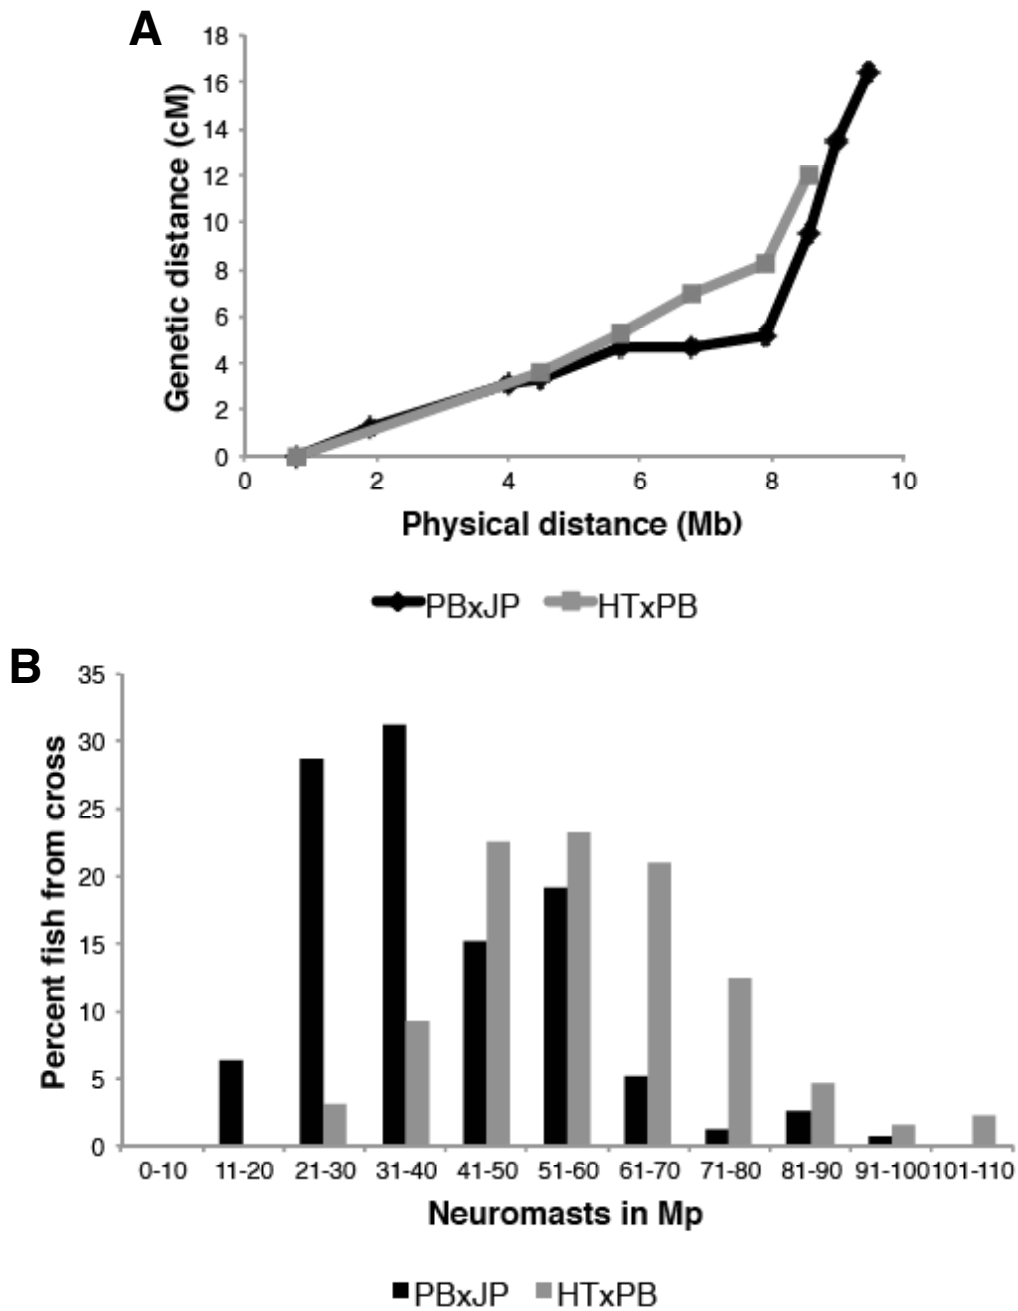 A
Genetic distance (cM)
18
16
14
12
10
8
6
4
2
0
0 2 4 6 8 10
Physical distance (Mb)
PBxJP HTxPB
B
Percent fish from cross
35
30
25
20
15
10
5
0
0-10 11-20 21-30 31-40 41-50 51-60 61-70 71-80 81-90 91-100 101-110
Neuromasts in Mp
PBxJP HTxPB